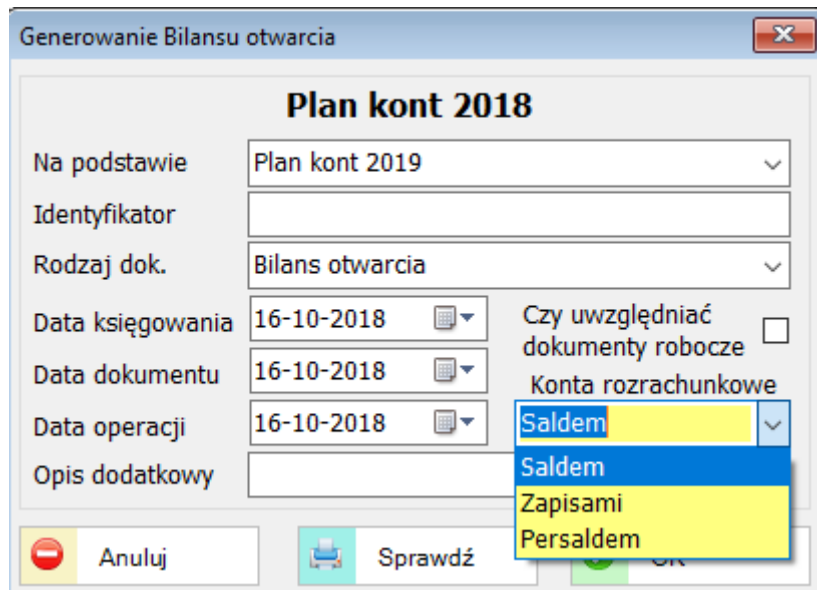 Generowanie Bilansu otwarcia
Plan kont 2018
Na podstawie
Plan kont 2019
Identyfikator
Rodzaj dok.
Bilans otwarcia
Data księgowania
16-10-2018
Czy uwzględniać
dokumenty robocze
Data dokumentu
16-10-2018
Konta rozrachunkowe
Data operacji
16-10-2018
Saldem
Opis dodatkowy
Saldem
Zapisami
Persaldem
Anuluj
Sprawdź